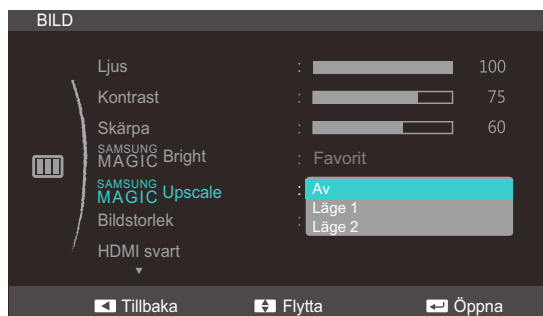 BILD
Ljus : 100
Kontrast : 75
Skärpa : 60
SAMSUNG MAGIC Bright : Favorit
SAMSUNG MAGIC Upscale : Av
Läge 1
Bildstorlek : Läge 2
HDMI svart
Tillbaka Flytta Öppna